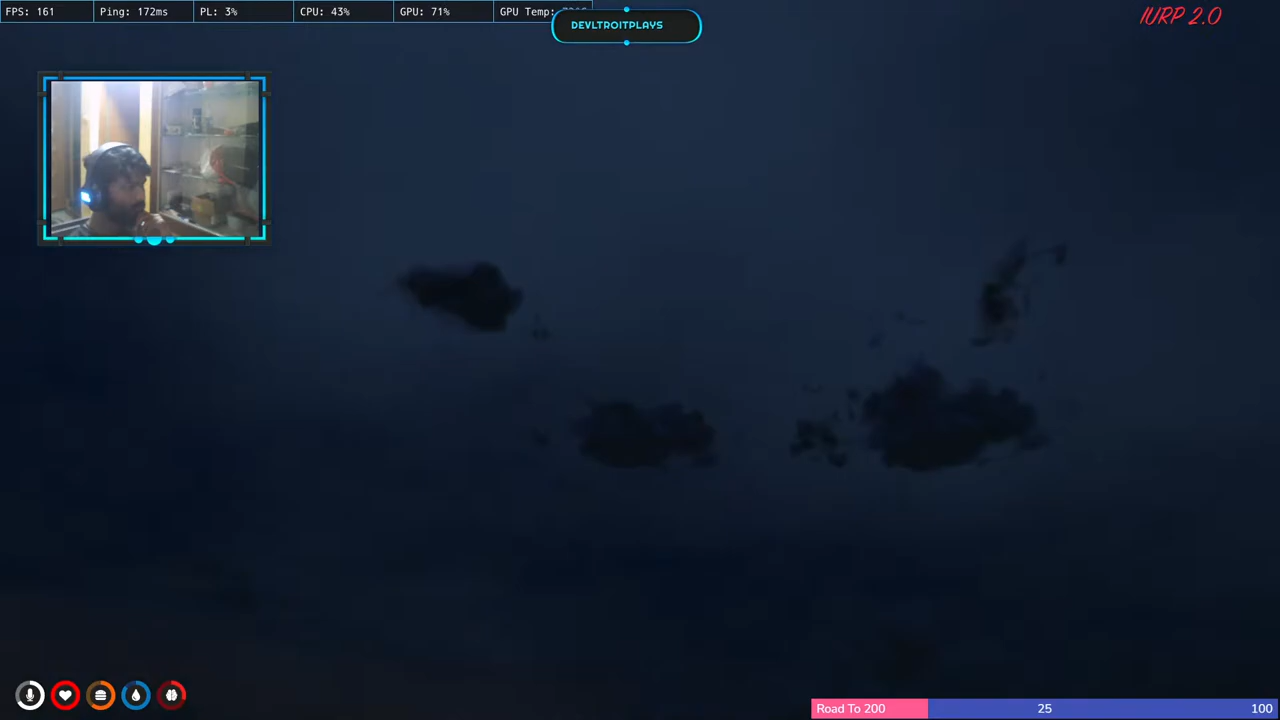 FPS: 161 Ping: 172ms PL: 3% CPU: 43% GPU: 71% GPU Temp:
DEVLTROITPLAYS
IURP 2.0
Road To 200 25 100